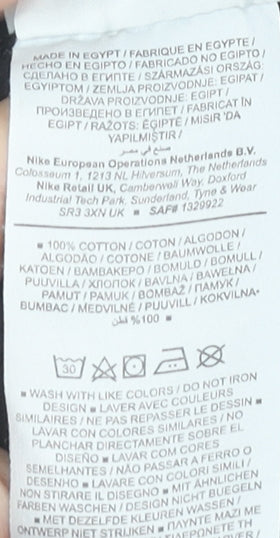 MADE IN EGYPT / FABRIQUE EN EGYPTE /
HECHO EN EGIPTO / FABRICADO NO EGIPTO /
СДЕЛАНО В ЕГИПТЕ / SZÁRMAZÁSI ORSZÁG:
EGYIPTOM / ZEMLJA PROIZVODNJE: EGIPAT /
DRŽAVA PROIZVODNJE: EGIPT /
ПРОИЗВЕДЕНО В ЕГИПЕТ / FABRICAT ÎN
EGIPT / RAŽOTS: ĒĢIPTE / MISIR 'DA
YAPILMIŞTIR /
صنع في مصر
Nike European Operations Netherlands B.V.
Colosseum 1, 1213 NL Hilversum, The Netherlands
Nike Retail UK, Camberwell Way, Doxford
Industrial Tech Park, Sunderland, Tyne & Wear
SR3 3XN UK ■ SAF# 1329922
■ 100% COTTON / COTON / ALGODÓN /
ALGODÃO / COTONE / BAUMWOLLE /
KATOEN / ΒΑΜΒΑΚΕΡΟ / BOMULD / BOMULL /
PUUVILLA / ХЛОПОК / BAVLNA / BAWEŁNA /
PAMUT / PAMUK / BOMBAŽ / ПАМУК /
BUMBAC / MEDVILNĖ / PUUVILL / KOKVILNA▪
%100 قطن ■
30
■ WASH WITH LIKE COLORS / DO NOT IRON
DESIGN ■ LAVER AVEC COULEURS
SIMILAIRES / NE PAS REPASSER LE DESSIN ■
LAVAR CON COLORES SIMILARES / NO
PLANCHAR DIRECTAMENTE SOBRE EL
DISEÑO ■ LAVAR COM CORES
SEMELHANTES / NÃO PASSAR A FERRO O
DESENHO ■ LAVARE CON COLORI SIMILI /
NON STIRARE IL DISEGNO ■ MIT ÄHNLICHEN
FARBEN WASCHEN / DESIGN NICHT BUEGELN
■ MET DEZELFDE KLEUREN WASSEN /
ONTWERP NIET STRIJKEN ■ ΠΛΥΝΤΕ ΜΑΖΙ ΜΕ